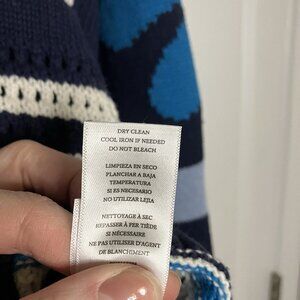 DRY CLEAN
COOL IRON IF NEEDED
DO NOT BLEACH
LIMPIEZA EN SECO
PLANCHAR A BAJA
TEMPERATURA
SI ES NECESARIO
NO UTILIZAR LEJIA
NETTOYAGE À SEC
REPASSER À FER TIÈDE
SI NÉCESSAIRE
NE PAS UTILISER D'AGENT
DE BLANCHIMENT